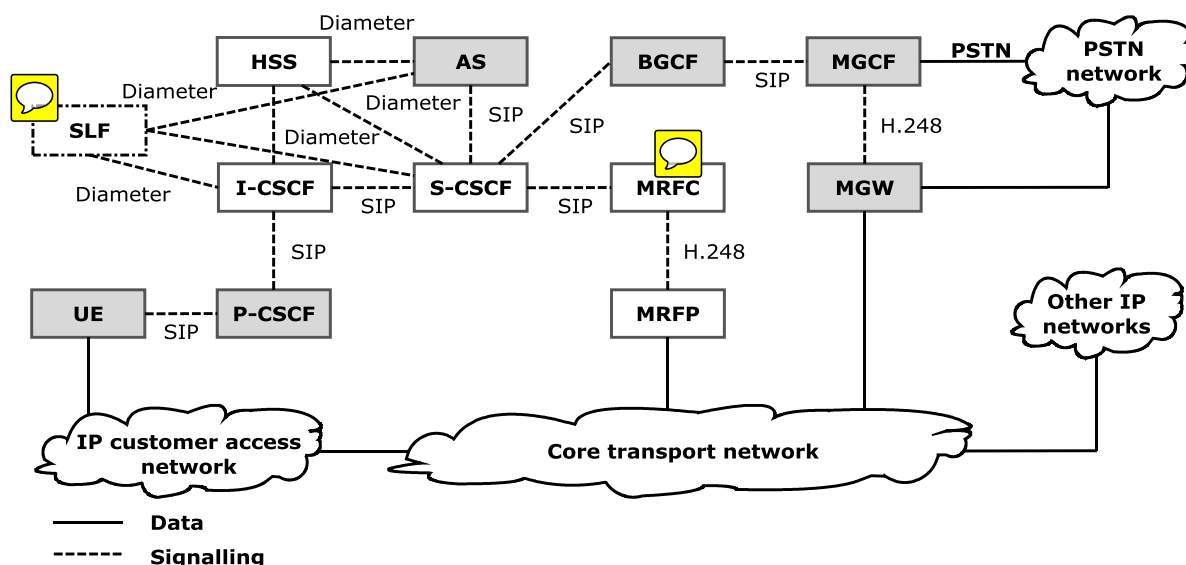 Diameter
HSS
AS
BGCF
SIP
MGCF
PSTN
PSTN
network
Diameter
Diameter
SIP
SIP
H.248
SLF
Diameter
Diameter
I-CSCF
SIP
S-CSCF
SIP
MRFC
MGW
SIP
H.248
UE
SIP
P-CSCF
MRFP
Other IP
networks
IP customer access
network
Core transport network
Data
Signalling